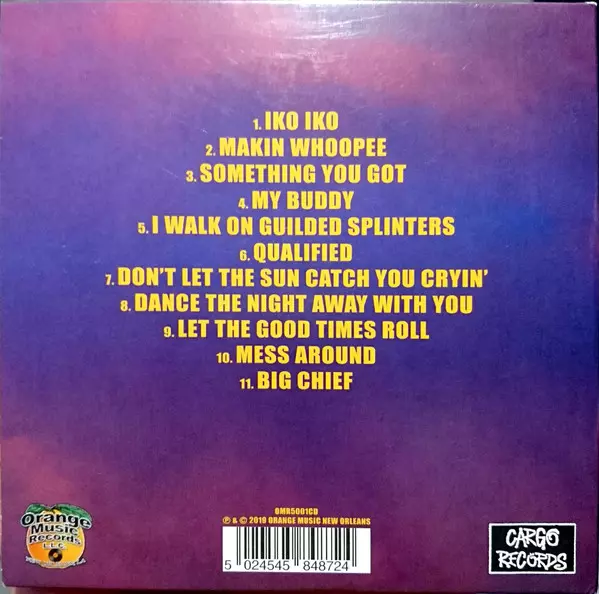 1. IKO IKO
2. MAKIN WHOOPEE
3. SOMETHING YOU GOT
4. MY BUDDY
5. I WALK ON GUILDED SPLINTERS
6. QUALIFIED
7. DON'T LET THE SUN CATCH YOU CRYIN'
8. DANCE THE NIGHT AWAY WITH YOU
9. LET THE GOOD TIMES ROLL
10. MESS AROUND
11. BIG CHIEF
Orange
Music
Records
L.L.C.
OMR5001CD
℗ & © 2019 ORANGE MUSIC NEW ORLEANS
5 024545 848724
CARGO
RECORDS